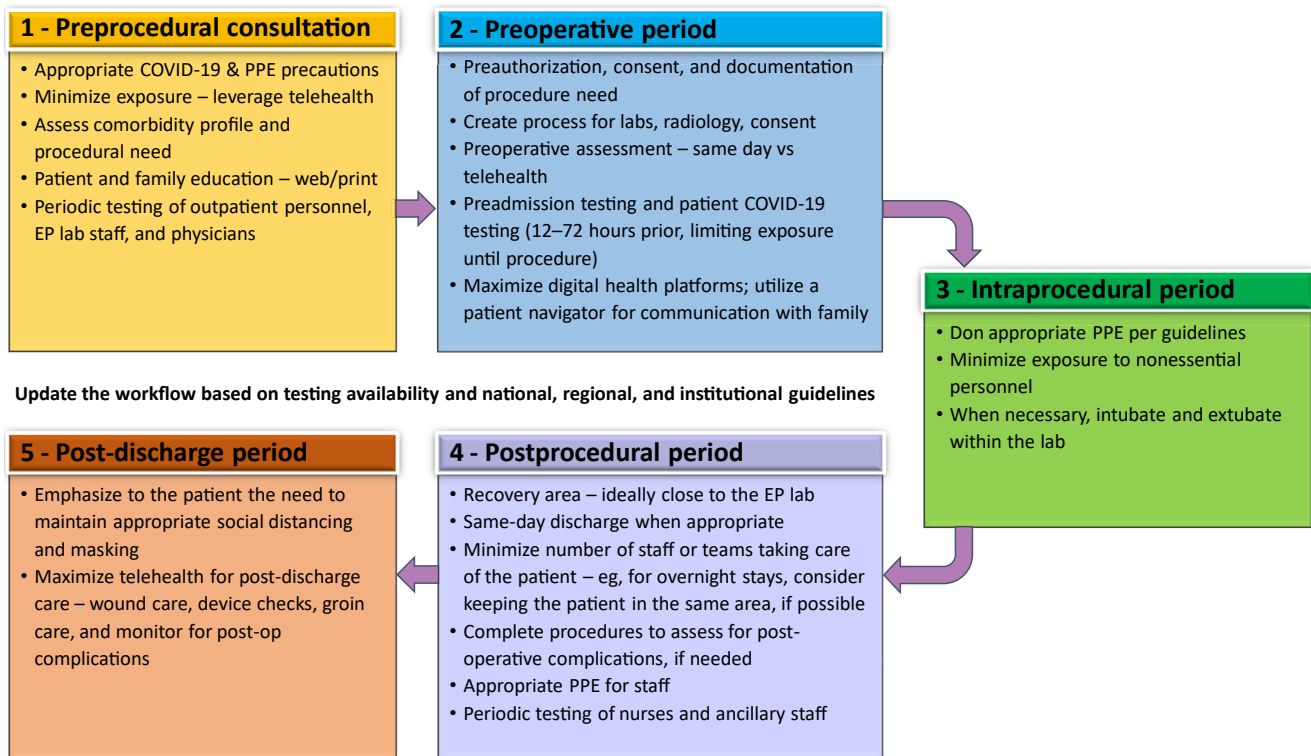 1 - Preprocedural consultation
• Appropriate COVID-19 & PPE precautions
• Minimize exposure – leverage telehealth
• Assess comorbidity profile and
procedural need
• Patient and family education – web/print
• Periodic testing of outpatient personnel,
EP lab staff, and physicians
2 - Preoperative period
• Preauthorization, consent, and documentation
of procedure need
• Create process for labs, radiology, consent
• Preoperative assessment – same day vs
telehealth
• Preadmission testing and patient COVID-19
testing (12–72 hours prior, limiting exposure
until procedure)
• Maximize digital health platforms; utilize a
patient navigator for communication with family
3 - Intraprocedural period
• Don appropriate PPE per guidelines
• Minimize exposure to nonessential
personnel
• When necessary, intubate and extubate
within the lab
Update the workflow based on testing availability and national, regional, and institutional guidelines
4 - Postprocedural period
• Recovery area – ideally close to the EP lab
• Same-day discharge when appropriate
• Minimize number of staff or teams taking care
of the patient – eg, for overnight stays, consider
keeping the patient in the same area, if possible
• Complete procedures to assess for post-
operative complications, if needed
• Appropriate PPE for staff
• Periodic testing of nurses and ancillary staff
5 - Post-discharge period
• Emphasize to the patient the need to
maintain appropriate social distancing
and masking
• Maximize telehealth for post-discharge
care – wound care, device checks, groin
care, and monitor for post-op
complications